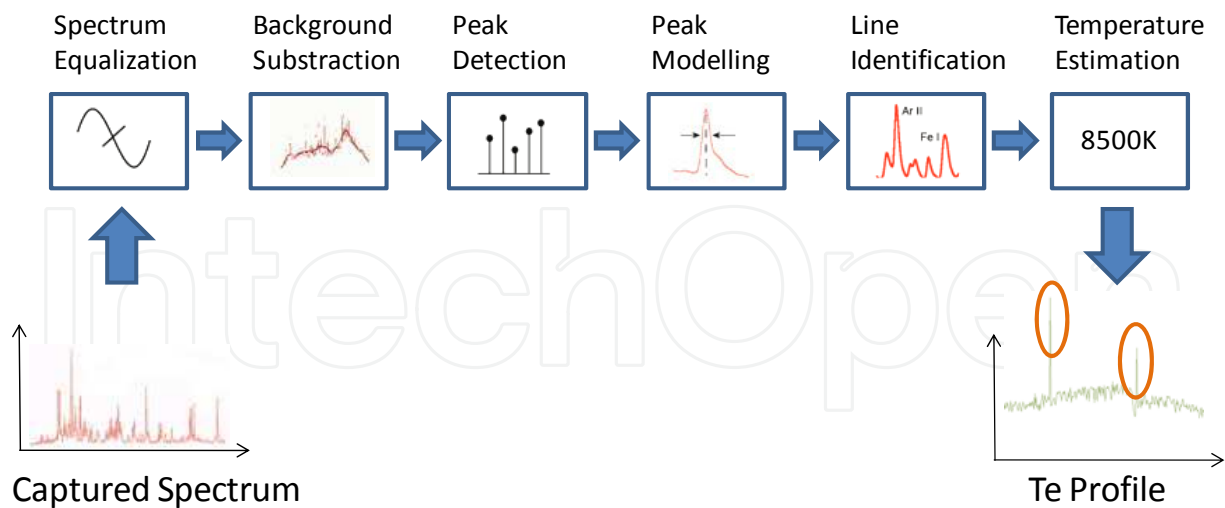 Spectrum
Equalization
Background
Substraction
Peak
Detection
Peak
Modelling
Line
Identification
Temperature
Estimation
Ar II
Fe I
8500K
IntechOpen
Captured Spectrum
Te Profile